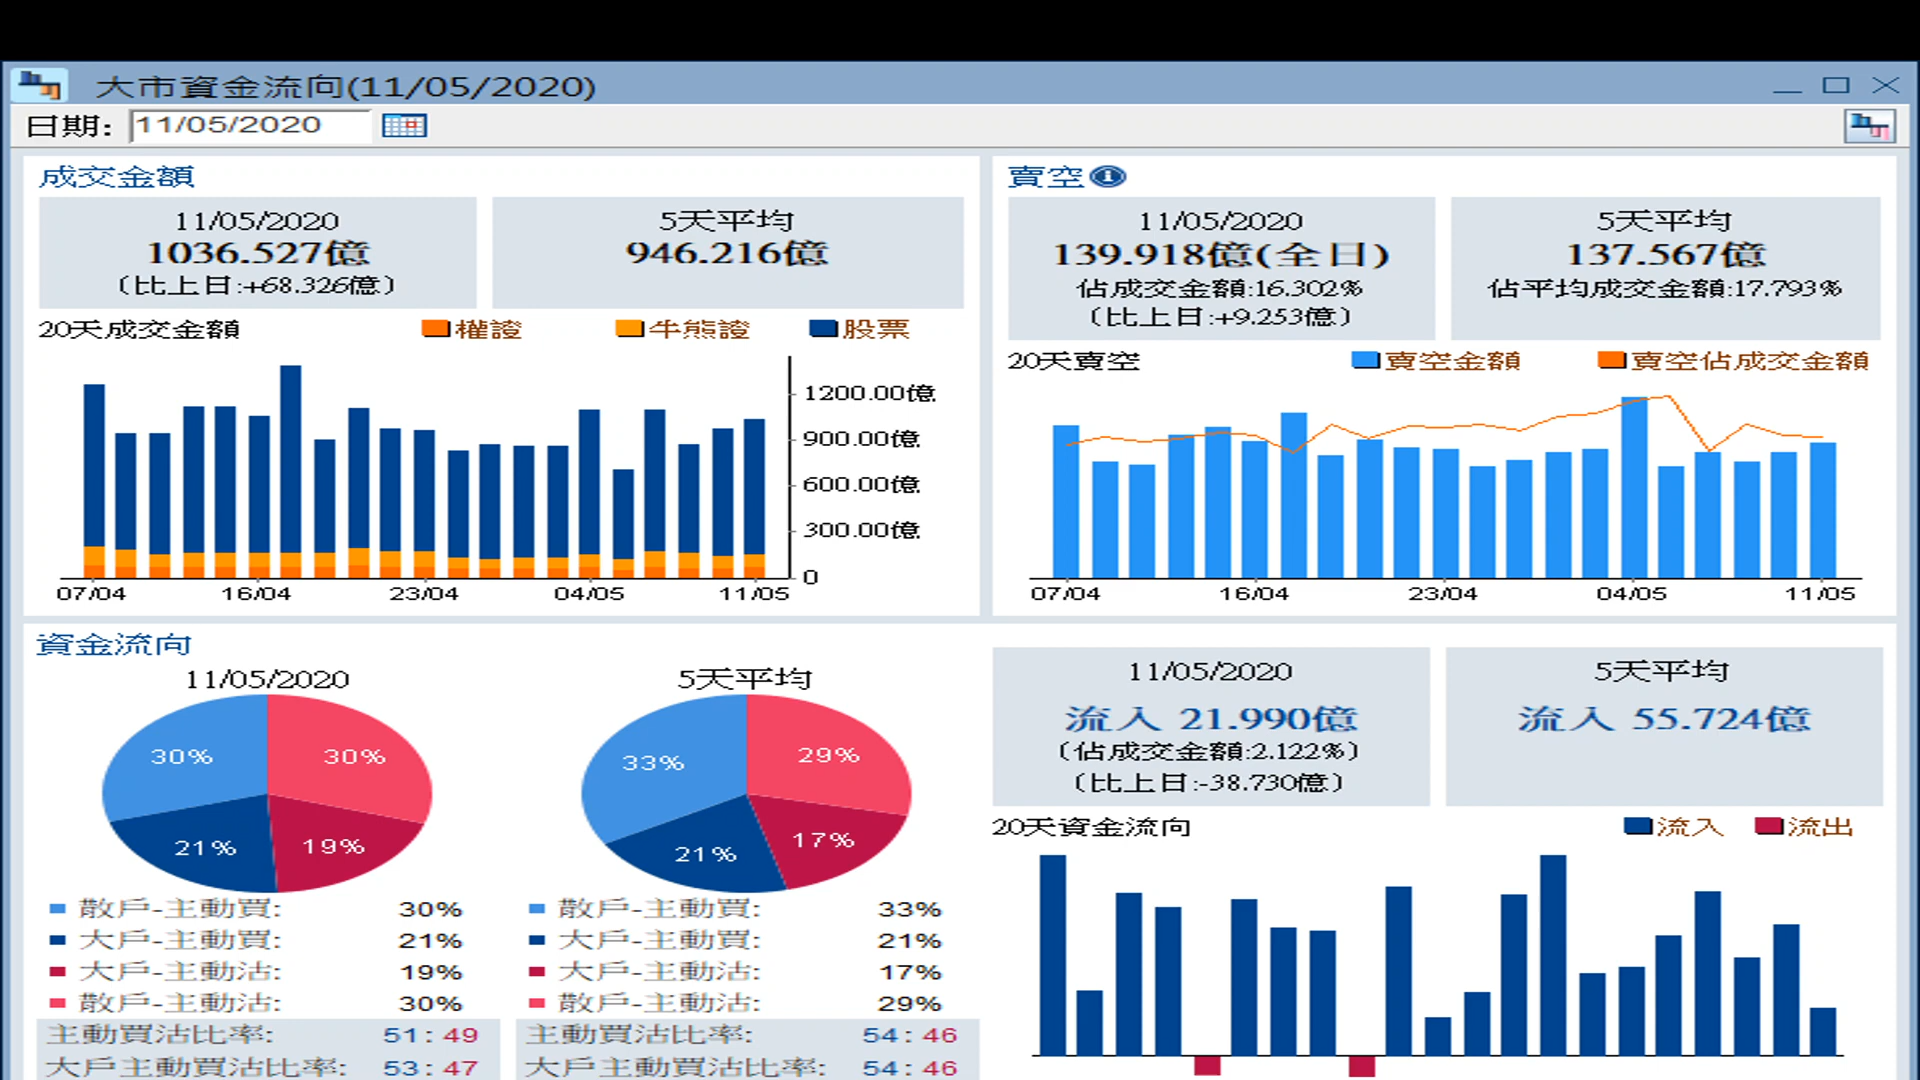 大市資金流向(11/05/2020)
日期: 11/05/2020
成交金額
11/05/2020
1036.527億
(比上日:+68.326億)
5天平均
946.216億
20天成交金額 權證 牛熊證 股票
1200.00億
900.00億
600.00億
300.00億
0
07/04 16/04 23/04 04/05 11/05
賣空
11/05/2020
139.918億(全日)
佔成交金額:16.302%
(比上日:+9.253億)
5天平均
137.567億
佔平均成交金額:17.793%
20天賣空 賣空金額 賣空佔成交金額
07/04 16/04 23/04 04/05 11/05
資金流向
11/05/2020
30% 30%
21% 19%
散戶-主動買: 30%
大戶-主動買: 21%
大戶-主動沽: 19%
散戶-主動沽: 30%
主動買沽比率: 51:49
大戶主動買沽比率: 53:47
5天平均
33% 29%
21% 17%
散戶-主動買: 33%
大戶-主動買: 21%
大戶-主動沽: 17%
散戶-主動沽: 29%
主動買沽比率: 54:46
大戶主動買沽比率: 54:46
11/05/2020
流入 21.990億
(佔成交金額:2.122%)
(比上日:-38.730億)
5天平均
流入 55.724億
20天資金流向 流入 流出